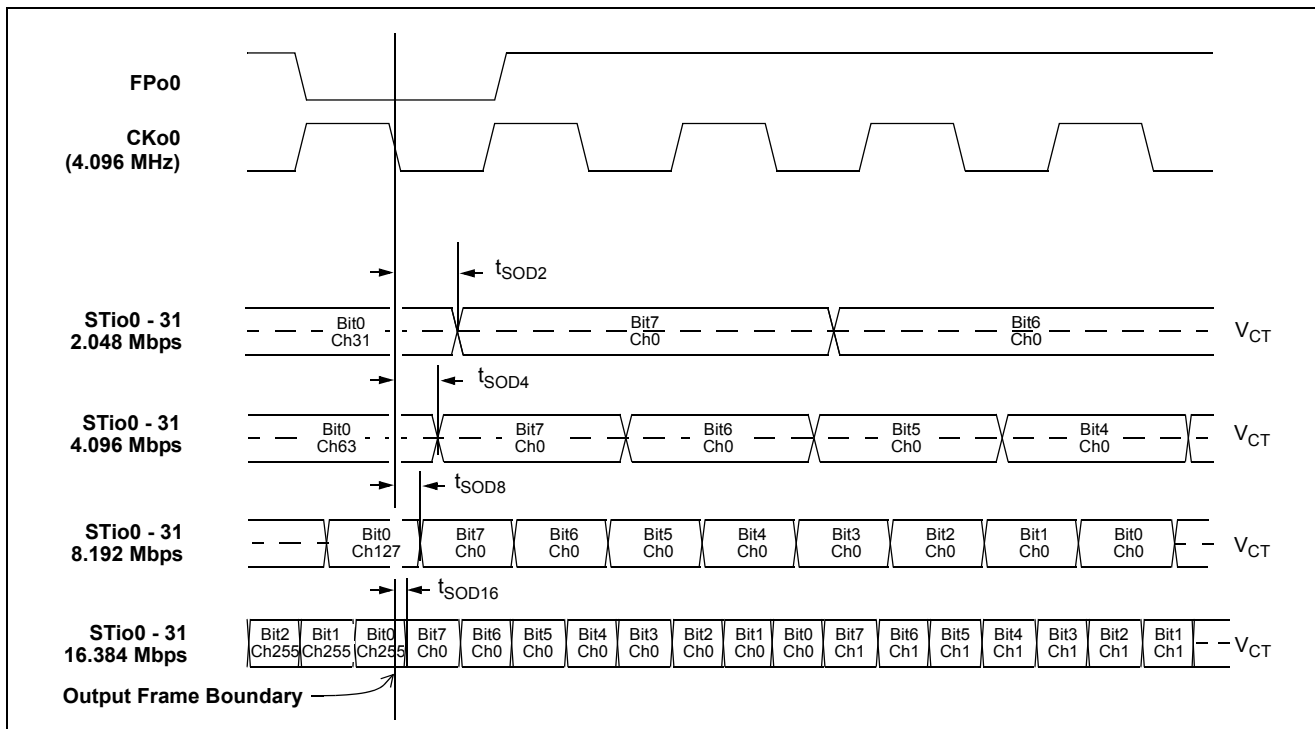 FPo0
CKo0
(4.096 MHz)
tSOD2
STio0 - 31
2.048 Mbps
Bit0
Ch31
Bit7
Ch0
Bit6
Ch0
VCT
tSOD4
STio0 - 31
4.096 Mbps
Bit0
Ch63
Bit7
Ch0
Bit6
Ch0
Bit5
Ch0
Bit4
Ch0
VCT
tSOD8
STio0 - 31
8.192 Mbps
Bit0
Ch127
Bit7
Ch0
Bit6
Ch0
Bit5
Ch0
Bit4
Ch0
Bit3
Ch0
Bit2
Ch0
Bit1
Ch0
Bit0
Ch0
VCT
tSOD16
STio0 - 31
16.384 Mbps
Bit2
Ch255
Bit1
Ch255
Bit0
Ch255
Bit7
Ch0
Bit6
Ch0
Bit5
Ch0
Bit4
Ch0
Bit3
Ch0
Bit2
Ch0
Bit1
Ch0
Bit0
Ch0
Bit7
Ch1
Bit6
Ch1
Bit5
Ch1
Bit4
Ch1
Bit3
Ch1
Bit2
Ch1
Bit1
Ch1
VCT
Output Frame Boundary